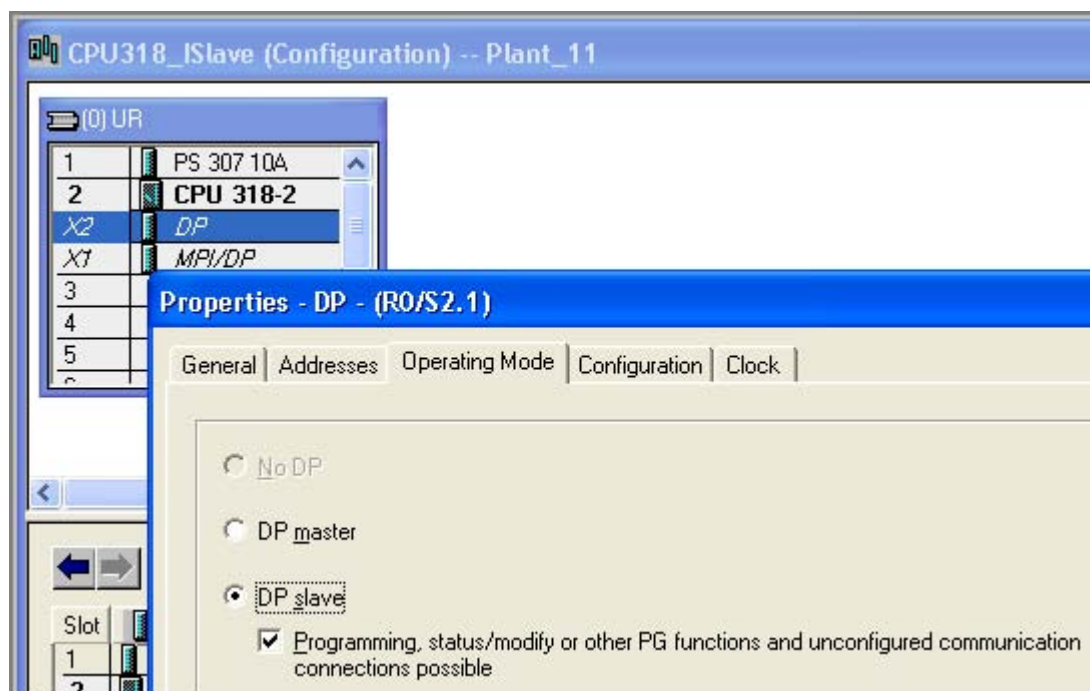 CPU318_ISlave (Configuration) -- Plant_11
(0) UR
1 PS 307 10A
2 CPU 318-2
X2 DP
X1 MPI/DP
3
4
5
Properties - DP - (R0/S2.1)
General Addresses Operating Mode Configuration Clock
No DP
DP master
DP slave
Programming, status/modify or other PG functions and unconfigured communication
connections possible
Slot
1
2